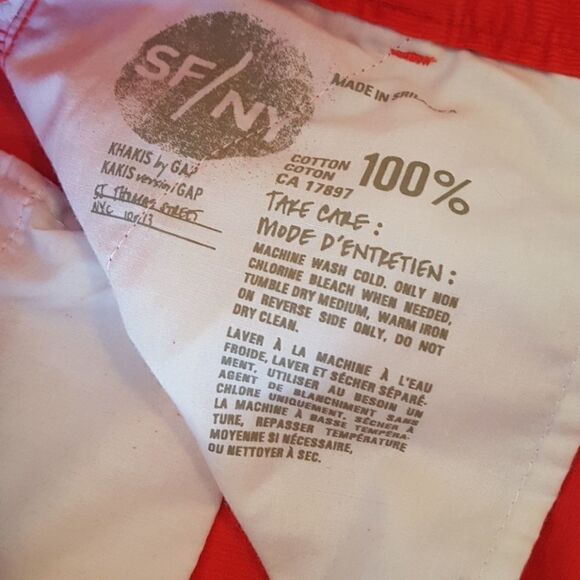 SF/NY
KHAKIS by GAP
KAKIS version GAP
THOMAS STREET
NYC 10013
MADE IN SRI
COTTON
COTON
100%
CA 17897
TAKE CARE:
MODE D'ENTRETIEN:
MACHINE WASH COLD. ONLY NON
CHLORINE BLEACH WHEN NEEDED.
TUMBLE DRY MEDIUM, WARM IRON
ON REVERSE SIDE ONLY, DO NOT
DRY CLEAN.
LAVER À LA MACHINE À L'EAU
FROIDE, LAVER ET SÉCHER SÉPARÉ-
MENT. UTILISER AU BESOIN UN
AGENT DE BLANCHIMENT SANS
CHLORE UNIQUEMENT. SÉCHER À
LA MACHINE À BASSE TEMPÉRA-
TURE, REPASSER TEMPÉRATURE
MOYENNE SI NÉCESSAIRE,
OU NETTOYER À SEC.